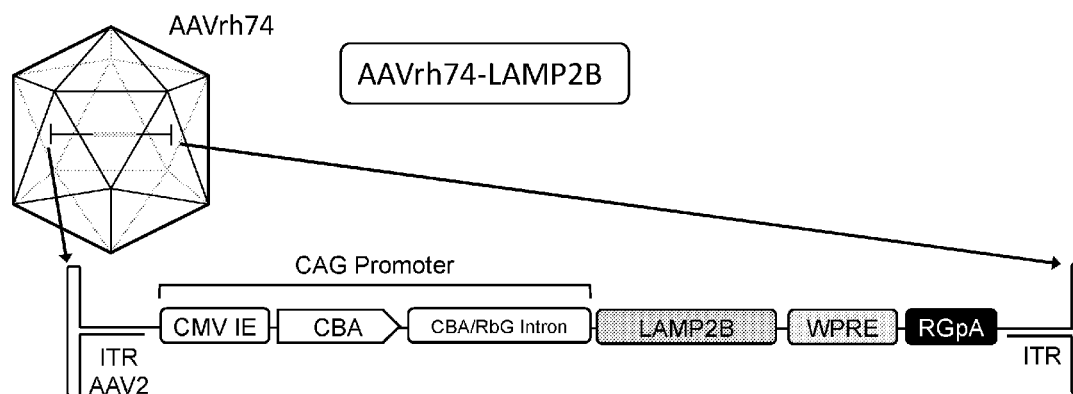 AAVrh74
AAVrh74-LAMP2B
CAG Promoter
CMV IE
CBA
CBA/RbG Intron
LAMP2B
WPRE
RGpA
ITR
AAV2
ITR